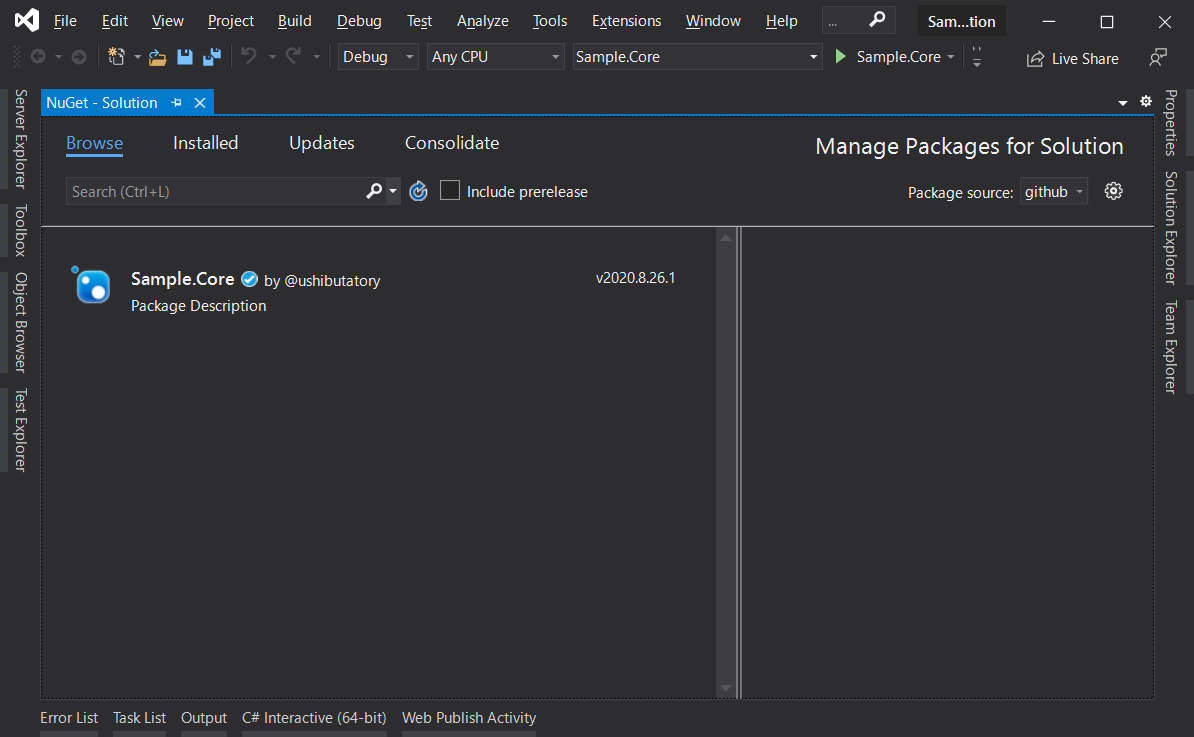 File Edit View Project Build Debug Test Analyze Tools Extensions Window Help ... Sam...tion
Debug Any CPU Sample.Core Sample.Core Live Share
NuGet - Solution
Browse Installed Updates Consolidate
Manage Packages for Solution
Search (Ctrl+L) Include prerelease Package source: github
Sample.Core by @ushibutatory v2020.8.26.1
Package Description
Server Explorer
Toolbox
Object Browser
Test Explorer
Properties
Solution Explorer
Team Explorer
Error List Task List Output C# Interactive (64-bit) Web Publish Activity